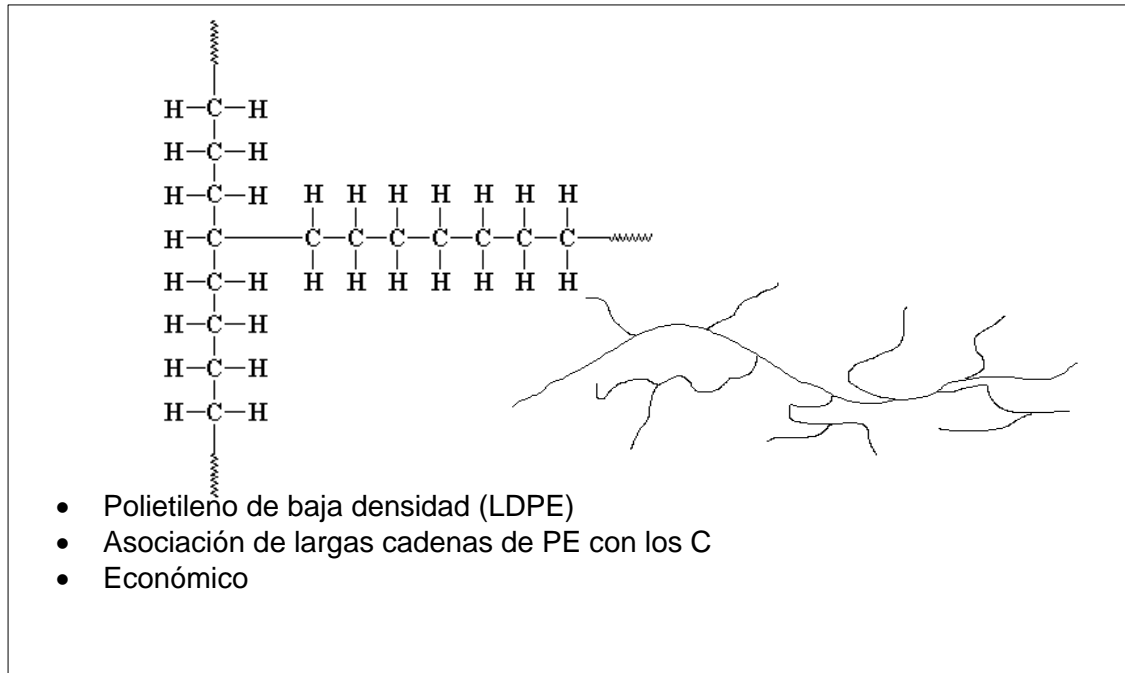 H-C-H
H-C-H
H-C-H H H H H H H H
H-C-C-C-C-C-C-C-C
H-C-H H H H H H H H
H-C-H
H-C-H
H-C-H
• Polietileno de baja densidad (LDPE)
• Asociación de largas cadenas de PE con los C
• Económico